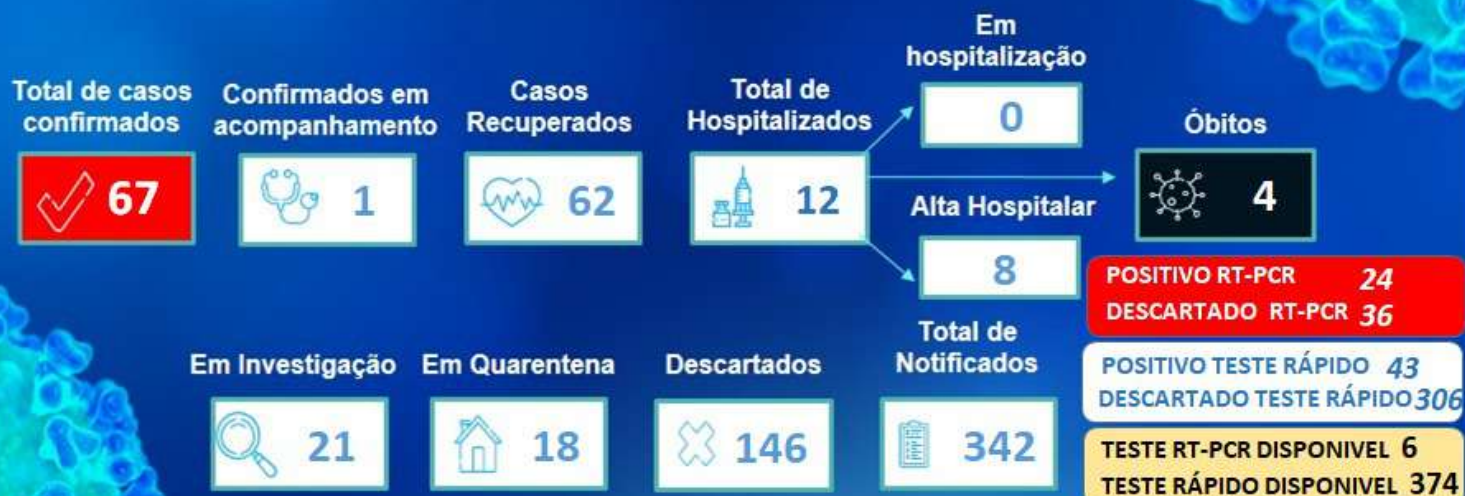 Total de casos
confirmados
67
Confirmados em
acompanhamento
1
Casos
Recuperados
62
Total de
Hospitalizados
12
Em
hospitalização
0
Alta Hospitalar
8
Óbitos
4
POSITIVO RT-PCR 24
DESCARTADO RT-PCR 36
POSITIVO TESTE RÁPIDO 43
DESCARTADO TESTE RÁPIDO 306
TESTE RT-PCR DISPONIVEL 6
TESTE RÁPIDO DISPONIVEL 374
Em Investigação
21
Em Quarentena
18
Descartados
146
Total de
Notificados
342